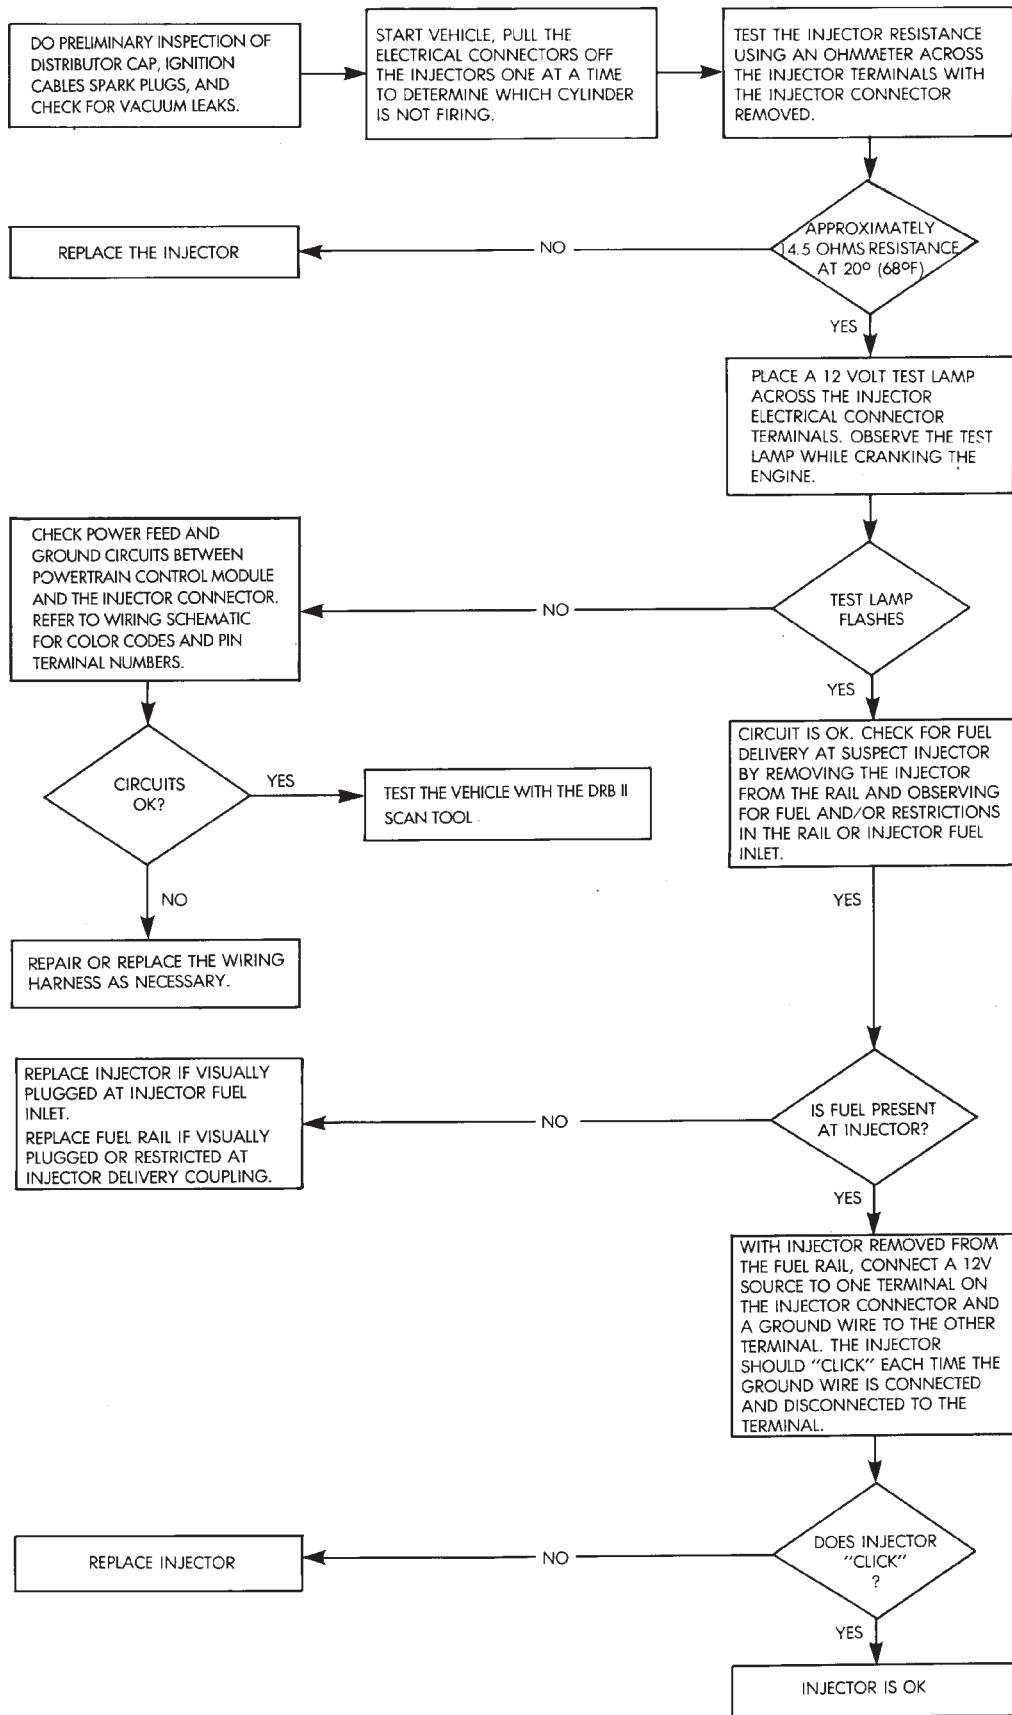 DO PRELIMINARY INSPECTION OF
DISTRIBUTOR CAP, IGNITION
CABLES SPARK PLUGS, AND
CHECK FOR VACUUM LEAKS.
START VEHICLE, PULL THE
ELECTRICAL CONNECTORS OFF
THE INJECTORS ONE AT A TIME
TO DETERMINE WHICH CYLINDER
IS NOT FIRING.
TEST THE INJECTOR RESISTANCE
USING AN OHMMETER ACROSS
THE INJECTOR TERMINALS WITH
THE INJECTOR CONNECTOR
REMOVED.
APPROXIMATELY
14.5 OHMS RESISTANCE
AT 20° (68°F)
NO
REPLACE THE INJECTOR
YES
PLACE A 12 VOLT TEST LAMP
ACROSS THE INJECTOR
ELECTRICAL CONNECTOR
TERMINALS. OBSERVE THE TEST
LAMP WHILE CRANKING THE
ENGINE.
TEST LAMP
FLASHES
NO
CHECK POWER FEED AND
GROUND CIRCUITS BETWEEN
POWERTRAIN CONTROL MODULE
AND THE INJECTOR CONNECTOR.
REFER TO WIRING SCHEMATIC
FOR COLOR CODES AND PIN
TERMINAL NUMBERS.
CIRCUITS
OK?
YES
TEST THE VEHICLE WITH THE DRB II
SCAN TOOL
NO
REPAIR OR REPLACE THE WIRING
HARNESS AS NECESSARY.
YES
CIRCUIT IS OK. CHECK FOR FUEL
DELIVERY AT SUSPECT INJECTOR
BY REMOVING THE INJECTOR
FROM THE RAIL AND OBSERVING
FOR FUEL AND/OR RESTRICTIONS
IN THE RAIL OR INJECTOR FUEL
INLET.
YES
IS FUEL PRESENT
AT INJECTOR?
NO
REPLACE INJECTOR IF VISUALLY
PLUGGED AT INJECTOR FUEL
INLET.
REPLACE FUEL RAIL IF VISUALLY
PLUGGED OR RESTRICTED AT
INJECTOR DELIVERY COUPLING.
YES
WITH INJECTOR REMOVED FROM
THE FUEL RAIL, CONNECT A 12V
SOURCE TO ONE TERMINAL ON
THE INJECTOR CONNECTOR AND
A GROUND WIRE TO THE OTHER
TERMINAL. THE INJECTOR
SHOULD "CLICK" EACH TIME THE
GROUND WIRE IS CONNECTED
AND DISCONNECTED TO THE
TERMINAL.
DOES INJECTOR
"CLICK"
?
NO
REPLACE INJECTOR
YES
INJECTOR IS OK